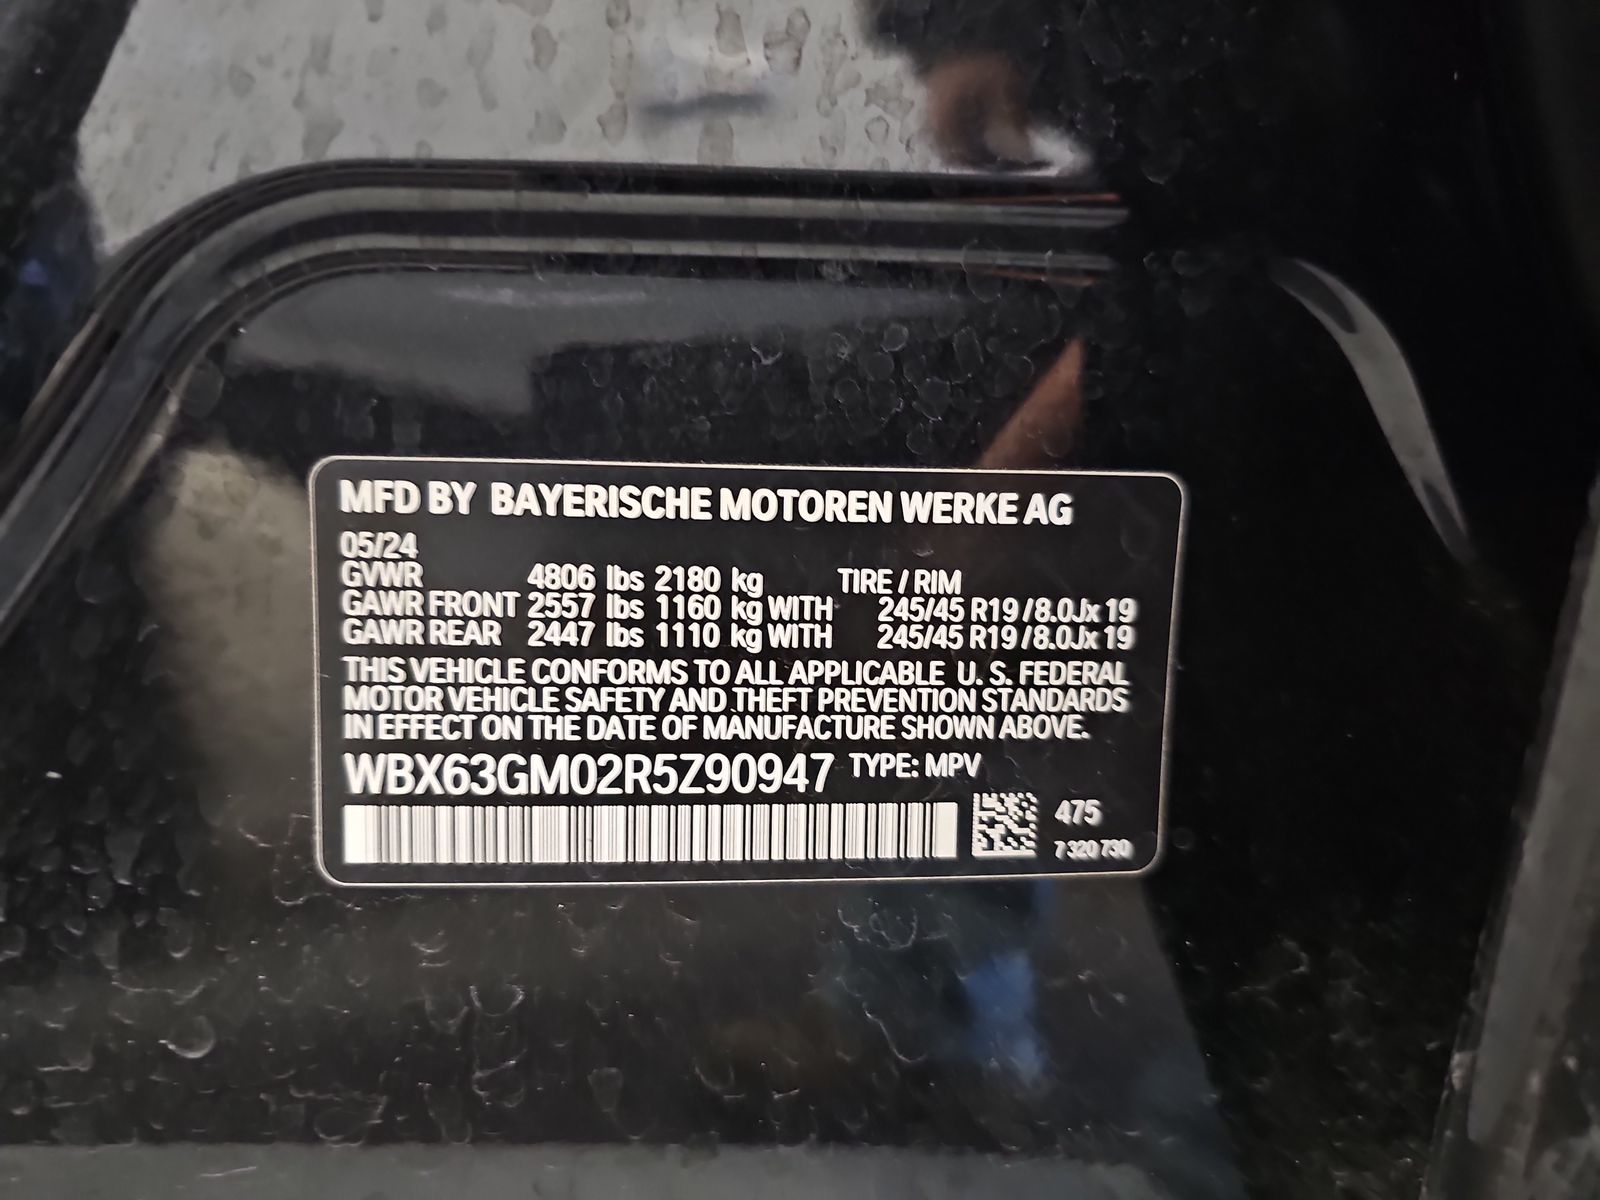 MFD BY BAYERISCHE MOTOREN WERKE AG
05/24
GVWR 4806 lbs 2180 kg TIRE / RIM
GAWR FRONT 2557 lbs 1160 kg WITH 245/45 R19 / 8.0Jx 19
GAWR REAR 2447 lbs 1110 kg WITH 245/45 R19 / 8.0Jx 19
THIS VEHICLE CONFORMS TO ALL APPLICABLE U. S. FEDERAL
MOTOR VEHICLE SAFETY AND THEFT PREVENTION STANDARDS
IN EFFECT ON THE DATE OF MANUFACTURE SHOWN ABOVE.
WBX63GM02R5Z90947 TYPE: MPV
475
7 320 730